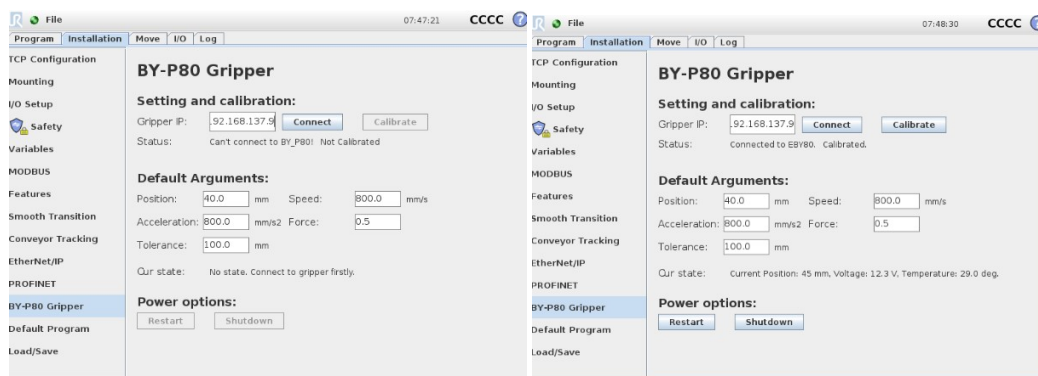 File 07:47:21 CCCC ?
Program Installation Move I/O Log
TCP Configuration
Mounting
I/O Setup
Safety
Variables
MODBUS
Features
Smooth Transition
Conveyor Tracking
EtherNet/IP
PROFINET
BY-P80 Gripper
Default Program
Load/Save
BY-P80 Gripper
Setting and calibration:
Gripper IP: .92.168.137.9 Connect Calibrate
Status: Can't connect to BY_P80! Not Calibrated
Default Arguments:
Position: 40.0 mm Speed: 800.0 mm/s
Acceleration: 800.0 mm/s2 Force: 0.5
Tolerance: 100.0 mm
Cur state: No state. Connect to gripper firstly.
Power options:
Restart Shutdown
File 07:48:30 CCCC
Program Installation Move I/O Log
TCP Configuration
Mounting
I/O Setup
Safety
Variables
MODBUS
Features
Smooth Transition
Conveyor Tracking
EtherNet/IP
PROFINET
BY-P80 Gripper
Default Program
Load/Save
BY-P80 Gripper
Setting and calibration:
Gripper IP: .92.168.137.9 Connect Calibrate
Status: Connected to EBY80. Calibrated.
Default Arguments:
Position: 40.0 mm Speed: 800.0 mm/s
Acceleration: 800.0 mm/s2 Force: 0.5
Tolerance: 100.0 mm
Cur state: Current Position: 45 mm, Voltage: 12.3 V, Temperature: 29.0 deg.
Power options:
Restart Shutdown